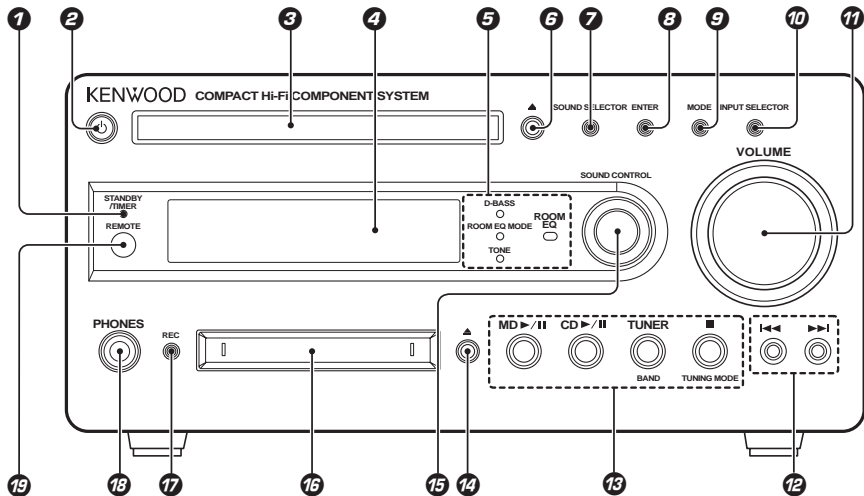 1 2 3 4 5 6 7 8 9 10 11
KENWOOD COMPACT Hi-Fi COMPONENT SYSTEM
SOUND SELECTOR ENTER MODE INPUT SELECTOR
VOLUME
SOUND CONTROL
STANDBY
/TIMER
D-BASS
ROOM EQ MODE
ROOM
EQ
REMOTE
TONE
PHONES
REC
MD ►/II CD ►/II TUNER ■ I◄◄ ►►I
BAND TUNING MODE
19 18 17 16 15 14 13 12